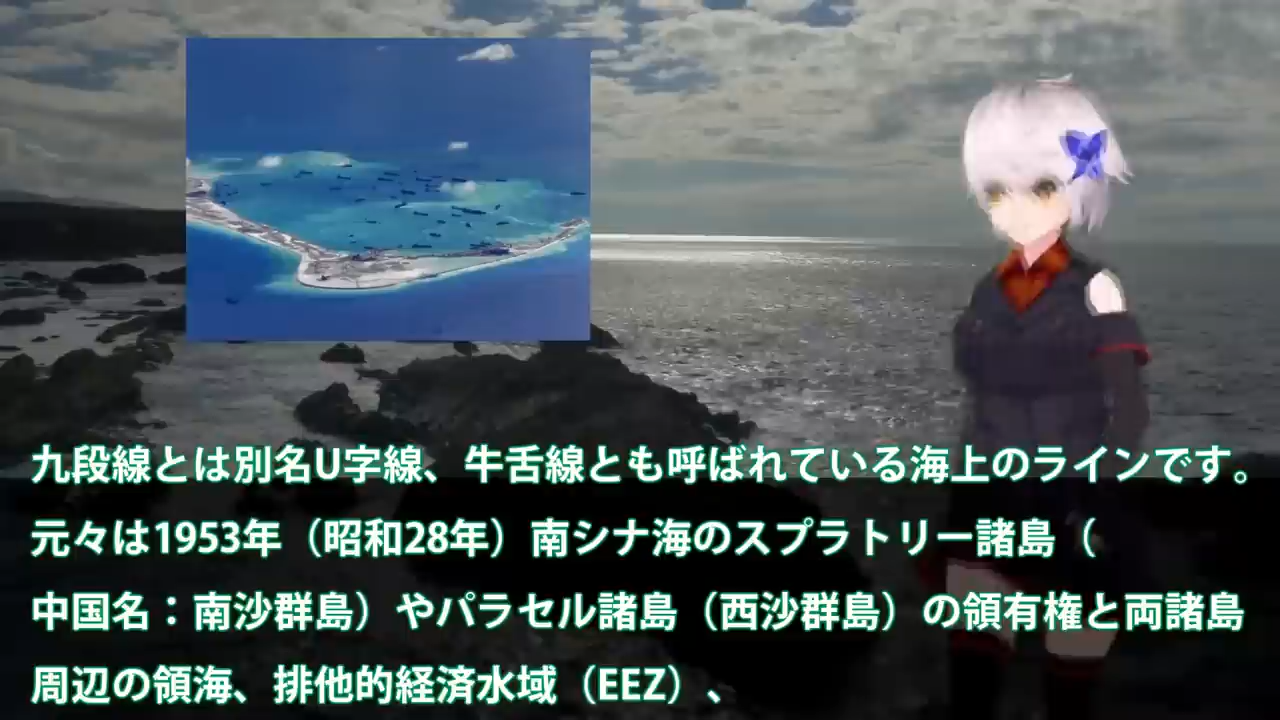 九段線とは別名U字線、牛舌線とも呼ばれている海上のラインです。
元々は1953年（昭和28年）南シナ海のスプラトリー諸島（
中国名：南沙群島）やパラセル諸島（西沙群島）の領有権と両諸島
周辺の領海、排他的経済水域（EEZ）、